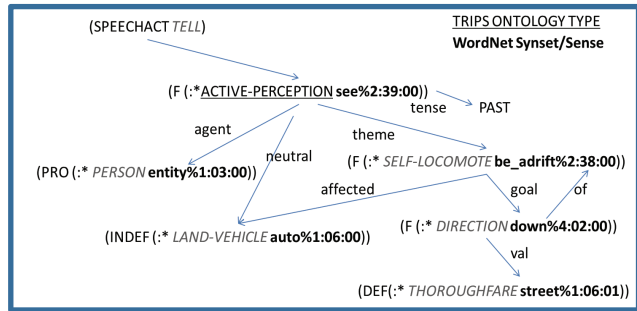 (SPEECHACT TELL)
TRIPS ONTOLOGY TYPE
WordNet Synset/Sense
(F (:*ACTIVE-PERCEPTION see%2:39:00))
tense
PAST
agent
neutral
theme
(PRO (:* PERSON entity%1:03:00))
(F (:* SELF-LOCOMOTE be_adrift%2:38:00))
affected
goal
of
(INDEF (:* LAND-VEHICLE auto%1:06:00))
(F (:* DIRECTION down%4:02:00))
val
(DEF(:* THOROUGHFARE street%1:06:01))